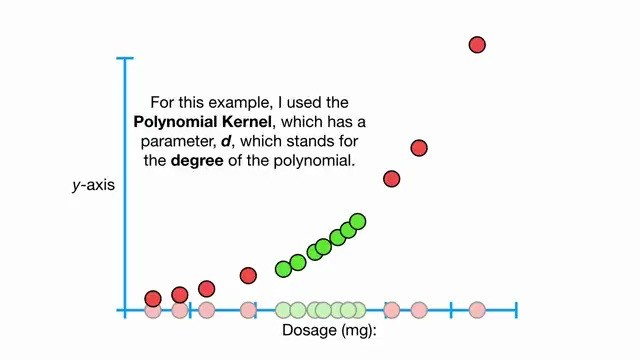 For this example, I used the
Polynomial Kernel, which has a
parameter, d, which stands for
the degree of the polynomial.
y-axis
Dosage (mg):